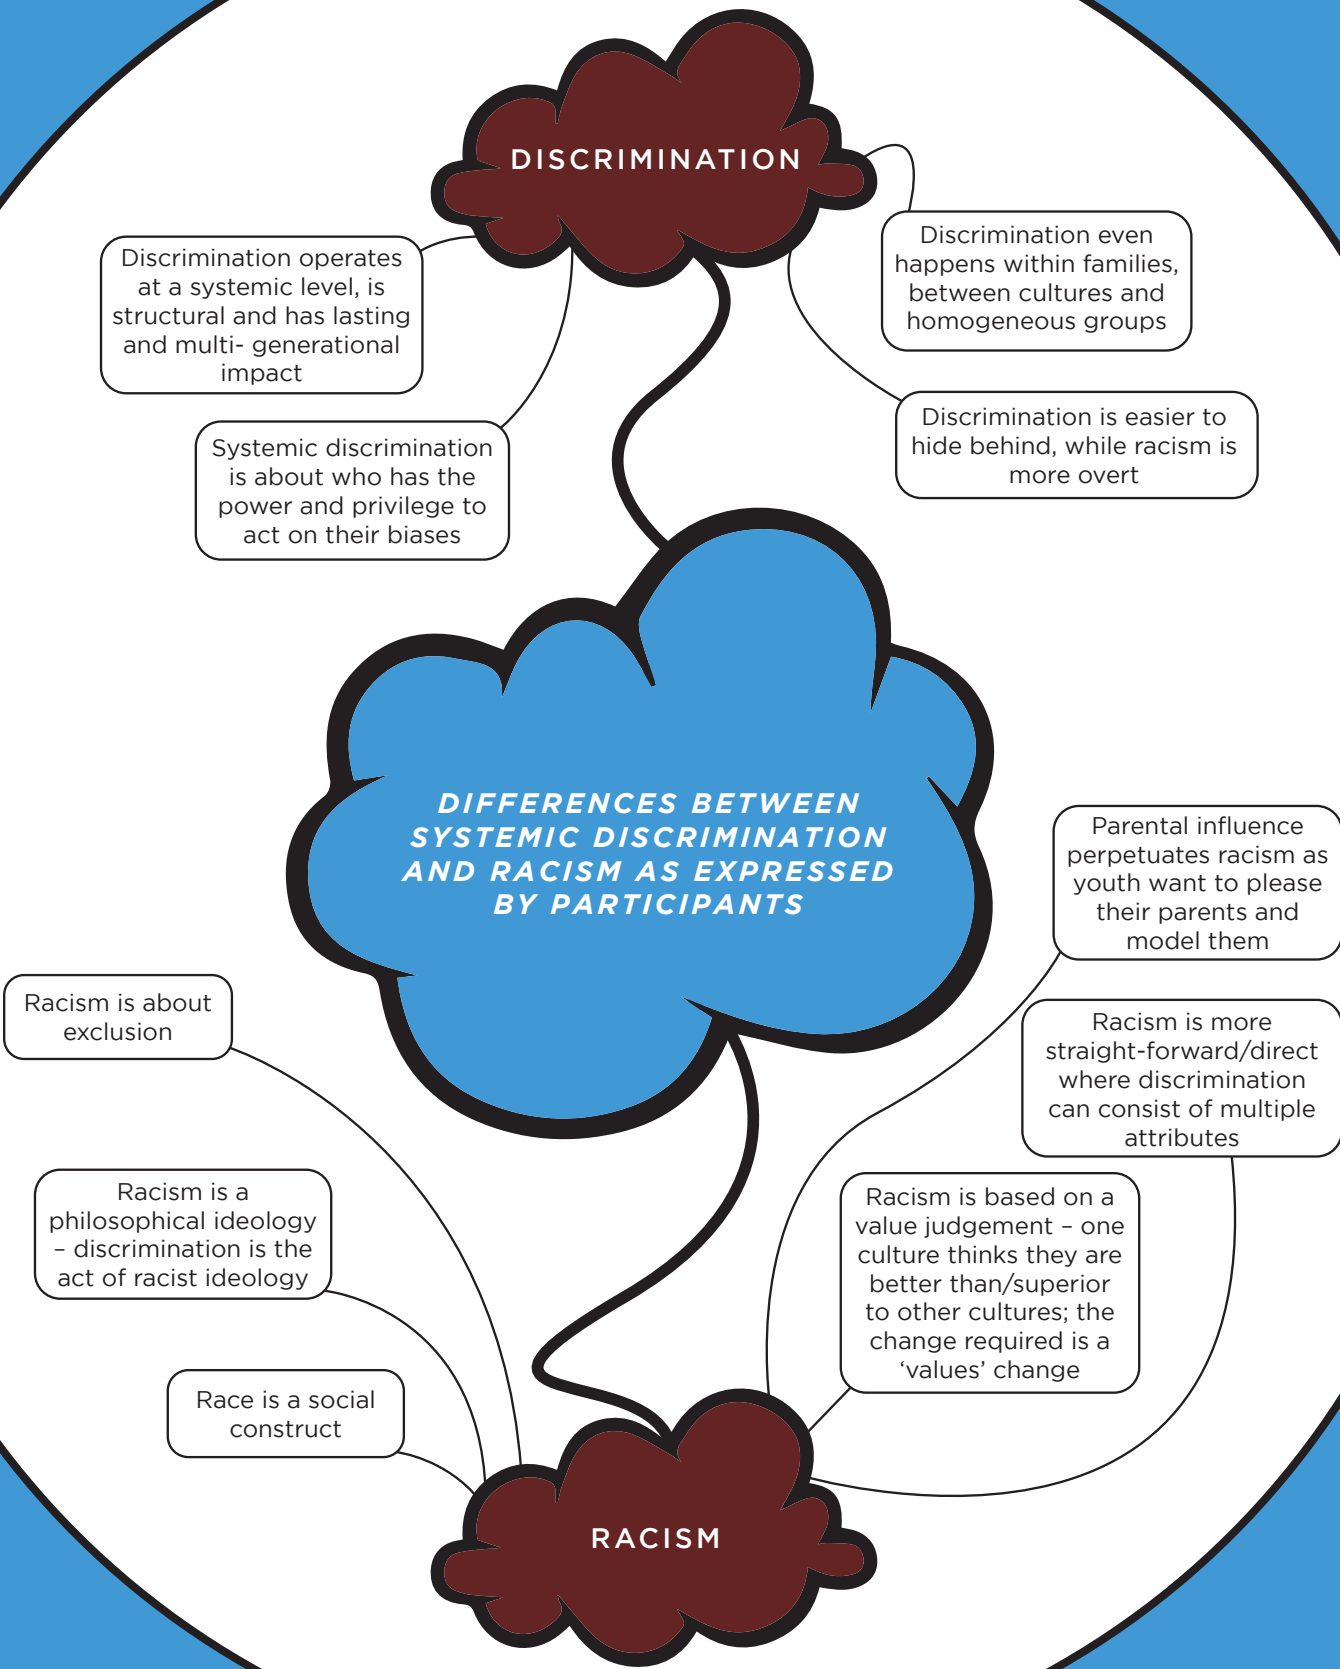 DISCRIMINATION
Discrimination operates
at a systemic level, is
structural and has lasting
and multi- generational
impact
Systemic discrimination
is about who has the
power and privilege to
act on their biases
Discrimination even
happens within families,
between cultures and
homogeneous groups
Discrimination is easier to
hide behind, while racism is
more overt
DIFFERENCES BETWEEN
SYSTEMIC DISCRIMINATION
AND RACISM AS EXPRESSED
BY PARTICIPANTS
Parental influence
perpetuates racism as
youth want to please
their parents and
model them
Racism is about
exclusion
Racism is more
straight-forward/direct
where discrimination
can consist of multiple
attributes
Racism is a
philosophical ideology
– discrimination is the
act of racist ideology
Racism is based on a
value judgement – one
culture thinks they are
better than/superior
to other cultures; the
change required is a
‘values’ change
Race is a social
construct
RACISM